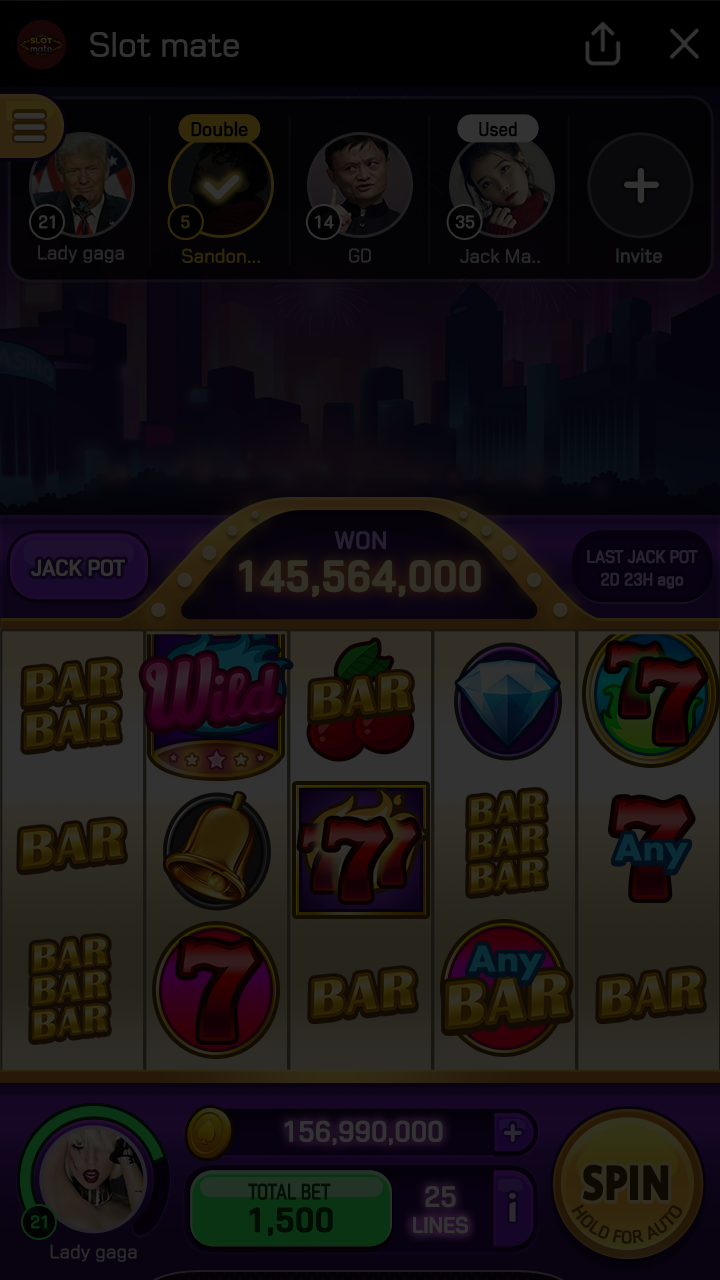 SLOT
mate
Slot mate
Double
Used
21
5
14
35
Lady gaga
Sandon...
GD
Jack Ma..
Invite
WON
145,564,000
JACK POT
LAST JACK POT
2D 23H ago
BAR
BAR
Wild
BAR
77
BAR
777
BAR
BAR
BAR
7
Any
BAR
BAR
BAR
7
BAR
Any
BAR
BAR
156,990,000
TOTAL BET
1,500
25
LINES
SPIN
HOLD FOR AUTO
21
Lady gaga